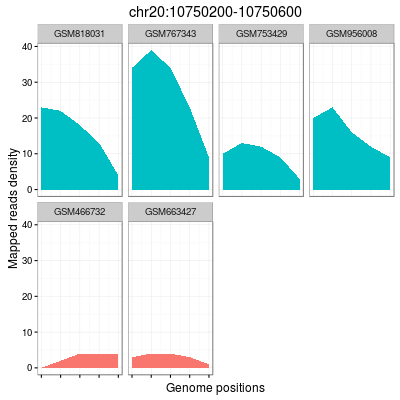 chr20:10750200-10750600
GSM818031 GSM767343 GSM753429 GSM956008
40
30
20
10
0
Mapped reads density
GSM466732 GSM663427
40
30
20
10
0
Genome positions